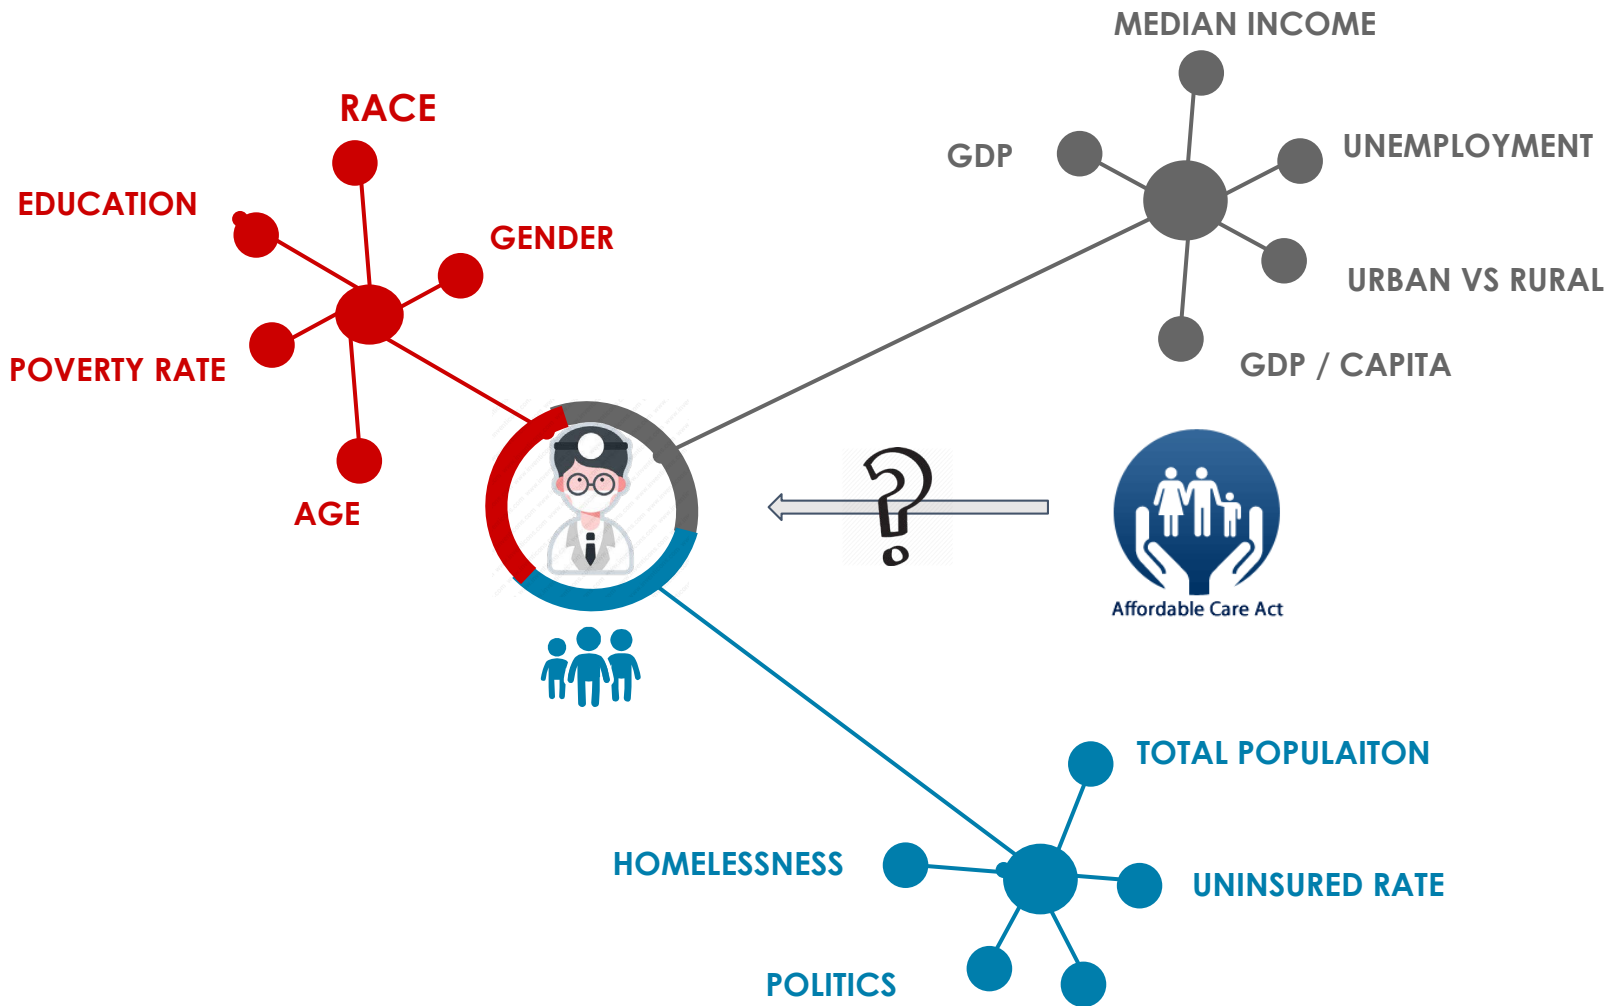 MEDIAN INCOME
RACE
UNEMPLOYMENT
GDP
EDUCATION
GENDER
URBAN VS RURAL
POVERTY RATE
GDP / CAPITA
AGE
?
Affordable Care Act
TOTAL POPULAITON
HOMELESSNESS
UNINSURED RATE
POLITICS